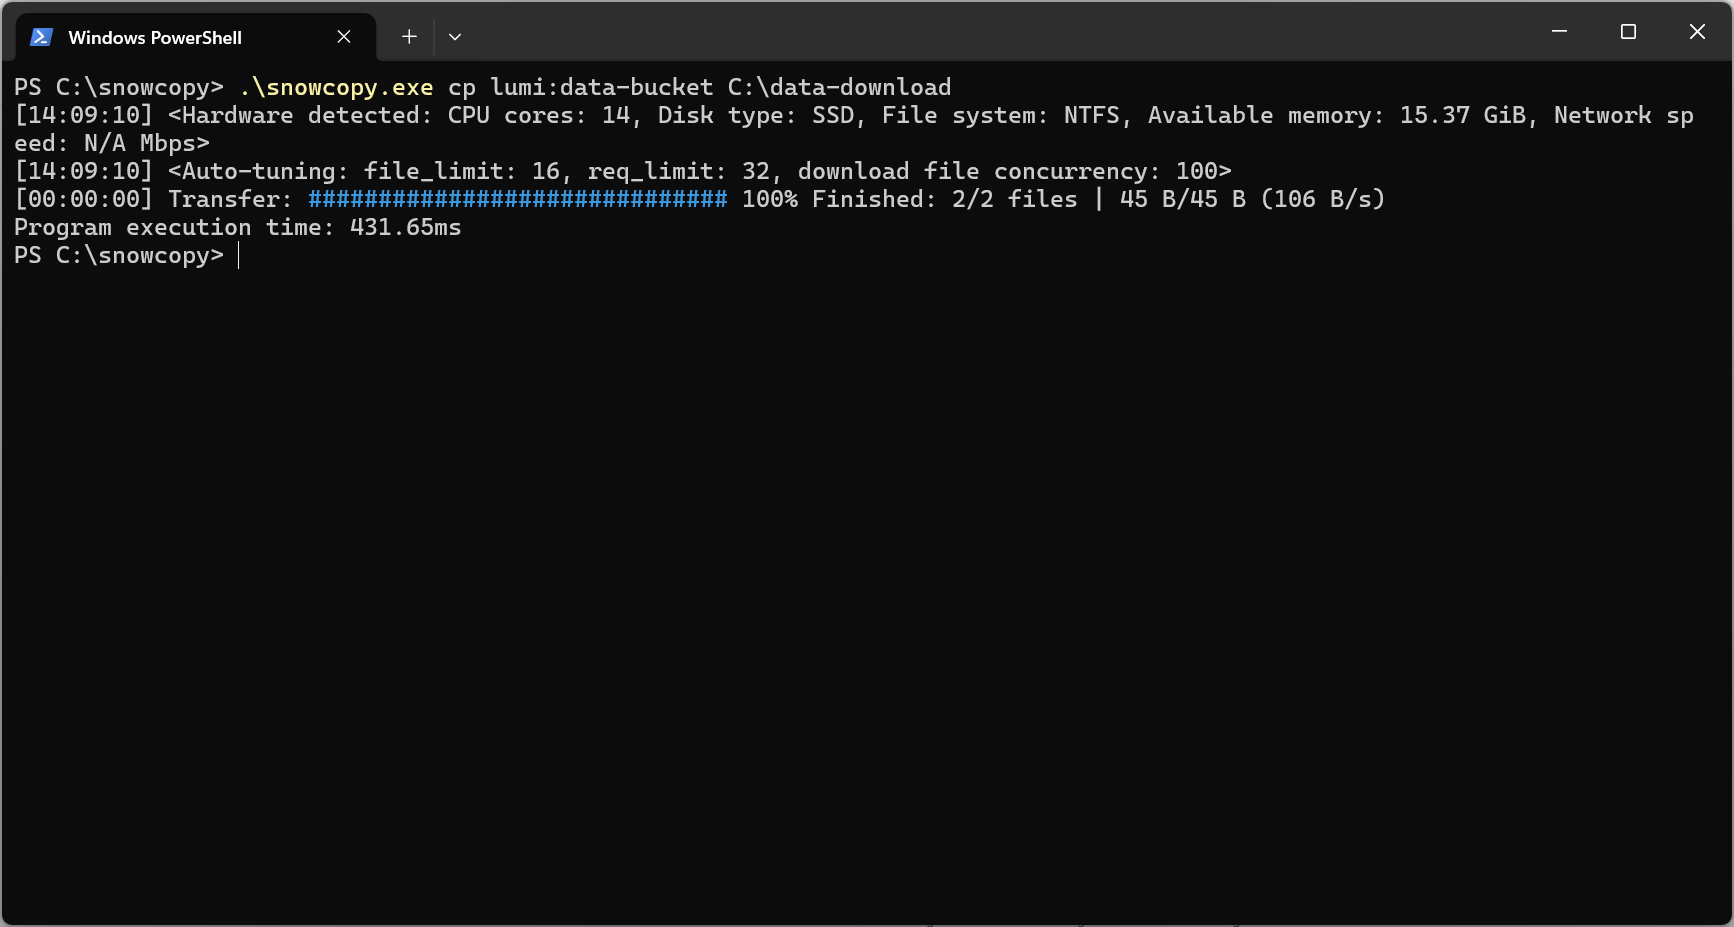 Windows PowerShell
PS C:\snowcopy> .\snowcopy.exe cp lumi:data-bucket C:\data-download
[14:09:10] <Hardware detected: CPU cores: 14, Disk type: SSD, File system: NTFS, Available memory: 15.37 GiB, Network sp
eed: N/A Mbps>
[14:09:10] <Auto-tuning: file_limit: 16, req_limit: 32, download file concurrency: 100>
[00:00:00] Transfer: ############################## 100% Finished: 2/2 files | 45 B/45 B (106 B/s)
Program execution time: 431.65ms
PS C:\snowcopy>